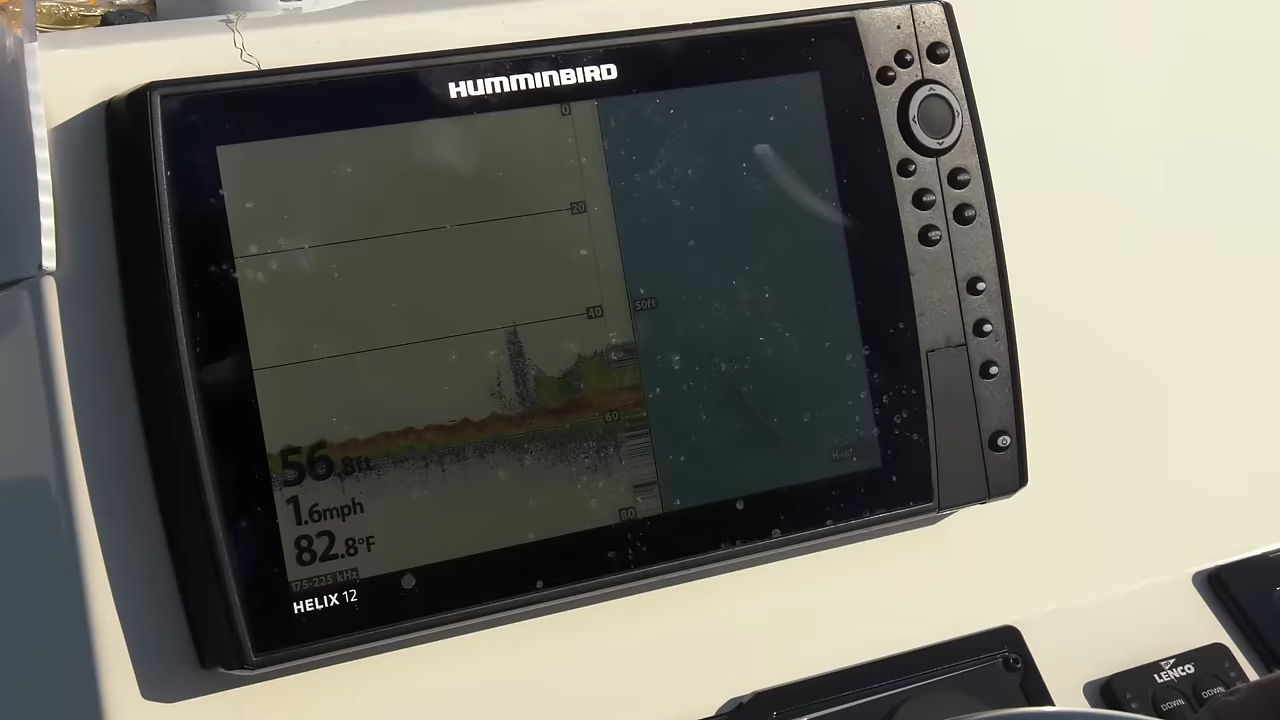 HUMMINBIRD
0
20
40
50ft
60
80
56.8ft
1.6mph
82.8°F
175-225 kHz
HELIX 12
LENCO
DOWN
DOWN